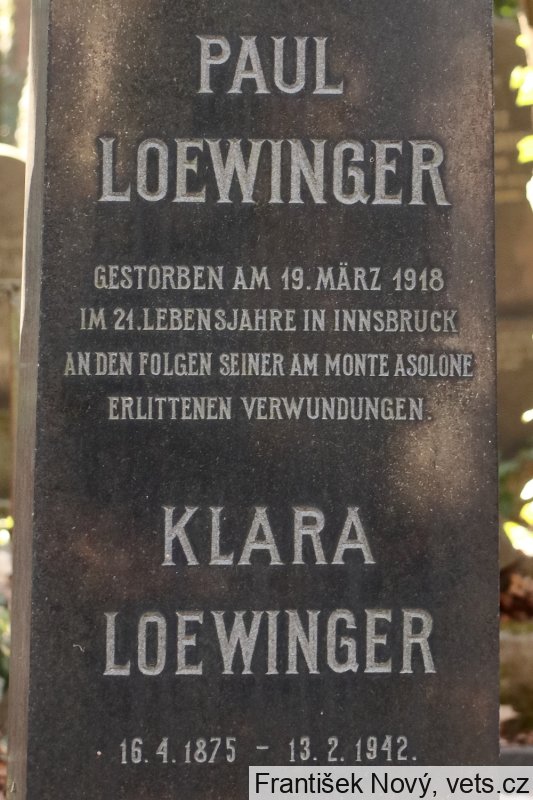 PAUL
LOEWINGER
GESTORBEN AM 19. MÄRZ 1918
IM 21. LEBENSJAHRE IN INNSBRUCK
AN DEN FOLGEN SEINER AM MONTE ASOLONE
ERLITTENEN VERWUNDUNGEN.
KLARA
LOEWINGER
16.4.1875 - 13.2.1942.
František Nový, vets.cz